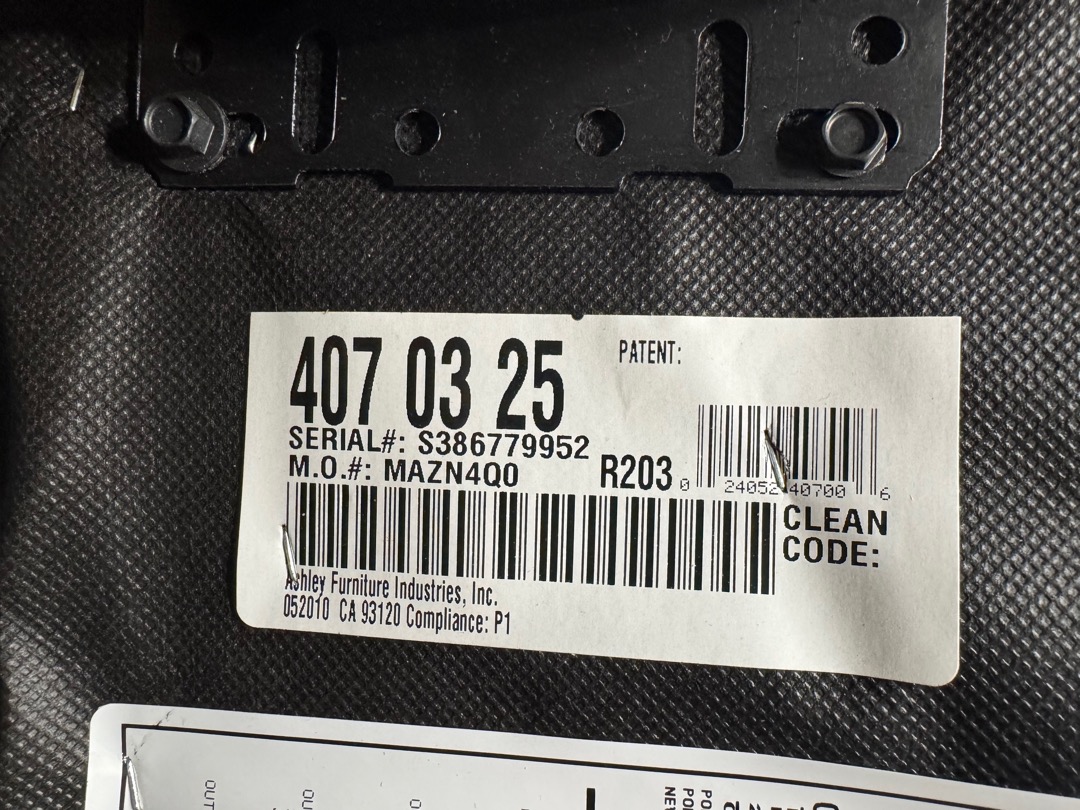 407 03 25
PATENT:
SERIAL#: S386779952
M.O.#: MAZN4Q0
R203
0 24052 40700 6
CLEAN
CODE:
Ashley Furniture Industries, Inc.
052010 CA 93120 Compliance: P1
OUT